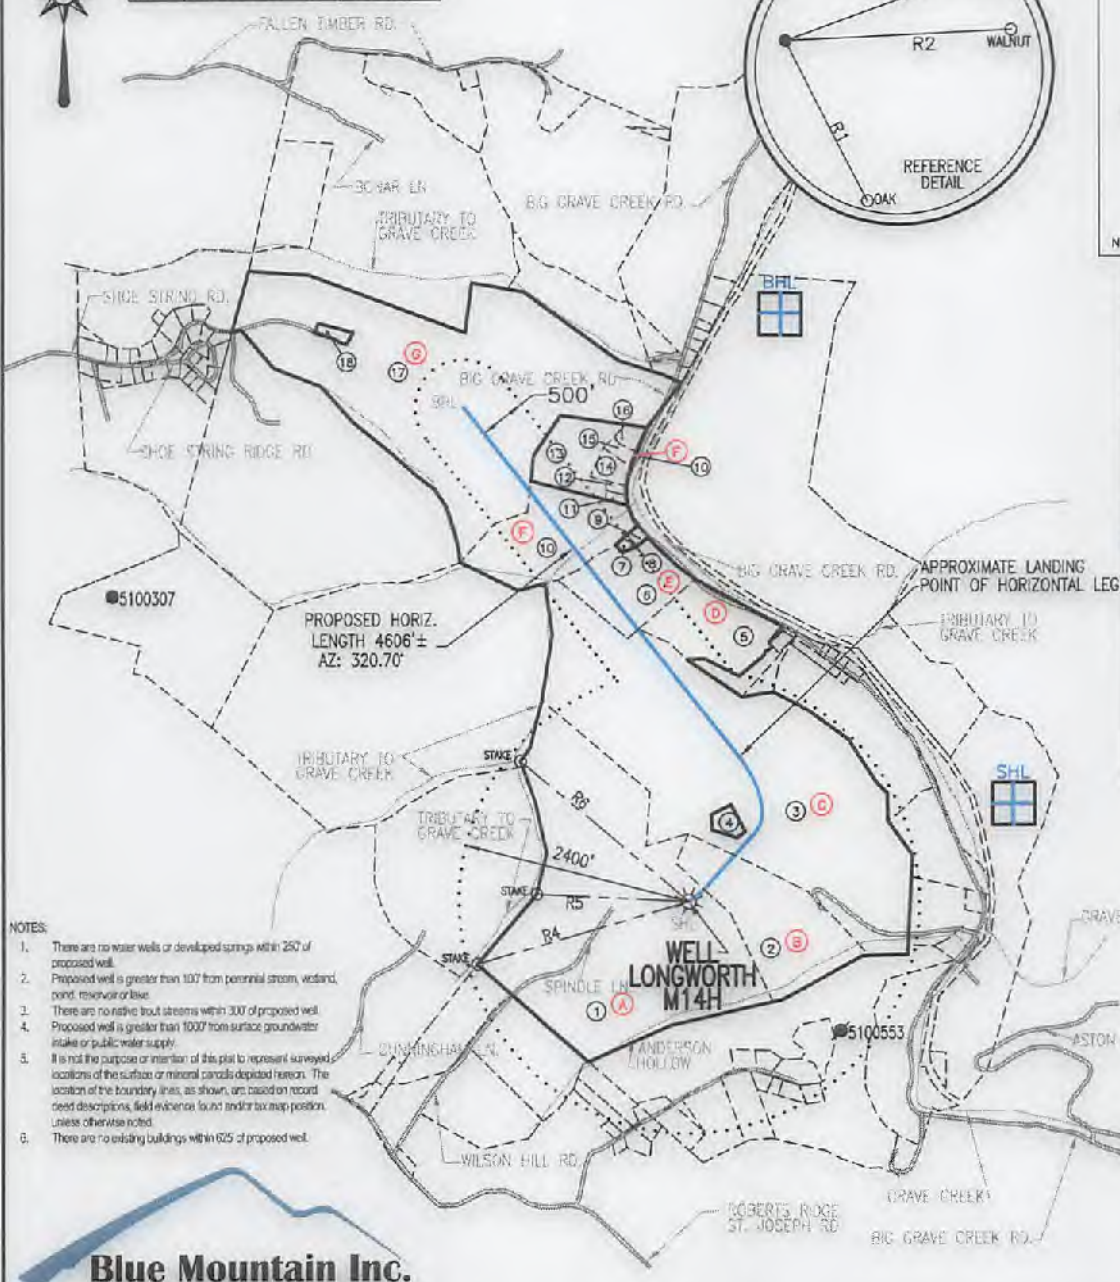 FALLEN TIMBER RD.
R2
WALNUT
R1
OAK
REFERENCE
DETAIL
BOHAR LN
TRIBUTARY TO
GRAVE CREEK
BIG GRAVE CREEK RD.
N
BHL
SHOE STRING RD.
18
17
G
BIG GRAVE CREEK RD
500'
BHL
16
15
13
14
F
10
12
SHOE STRING RIDGE RD
11
9
F
10
7
8
E
6
D
5
BIG GRAVE CREEK RD.
APPROXIMATE LANDING
POINT OF HORIZONTAL LEG
TRIBUTARY TO
GRAVE CREEK
5100307
PROPOSED HORIZ.
LENGTH 4606'±
AZ: 320.70°
STAKE
TRIBUTARY TO
GRAVE CREEK
SHL
R6
TRIBUTARY TO
GRAVE CREEK
4
3
C
2400'
STAKE
R5
R4
SHL
STAKE
WELL
LONGWORTH
M14H
2
B
GRAVE
SPINDLE LN
1
A
5100553
ASTON
CUNNINGHAM LN.
ANDERSON
HOLLOW
NOTES:
1. There are no water wells or developed springs within 250' of
proposed well.
2. Proposed well is greater than 100' from perennial stream, wetland,
pond, reservoir or lake.
3. There are no native trout streams within 300' of proposed well.
4. Proposed well is greater than 1000' from surface groundwater
intake or public water supply.
5. It is not the purpose or intention of this plat to represent surveyed
locations of the surface or mineral parcels depicted hereon. The
location of the boundary lines, as shown, are based on record
deed descriptions, field evidence found and/or tax map position,
unless otherwise noted.
6. There are no existing buildings within 625' of proposed well.
WILSON HILL RD.
ROBERTS RIDGE
ST. JOSEPH RD
GRAVE CREEK
BIG GRAVE CREEK RD.
Blue Mountain Inc.